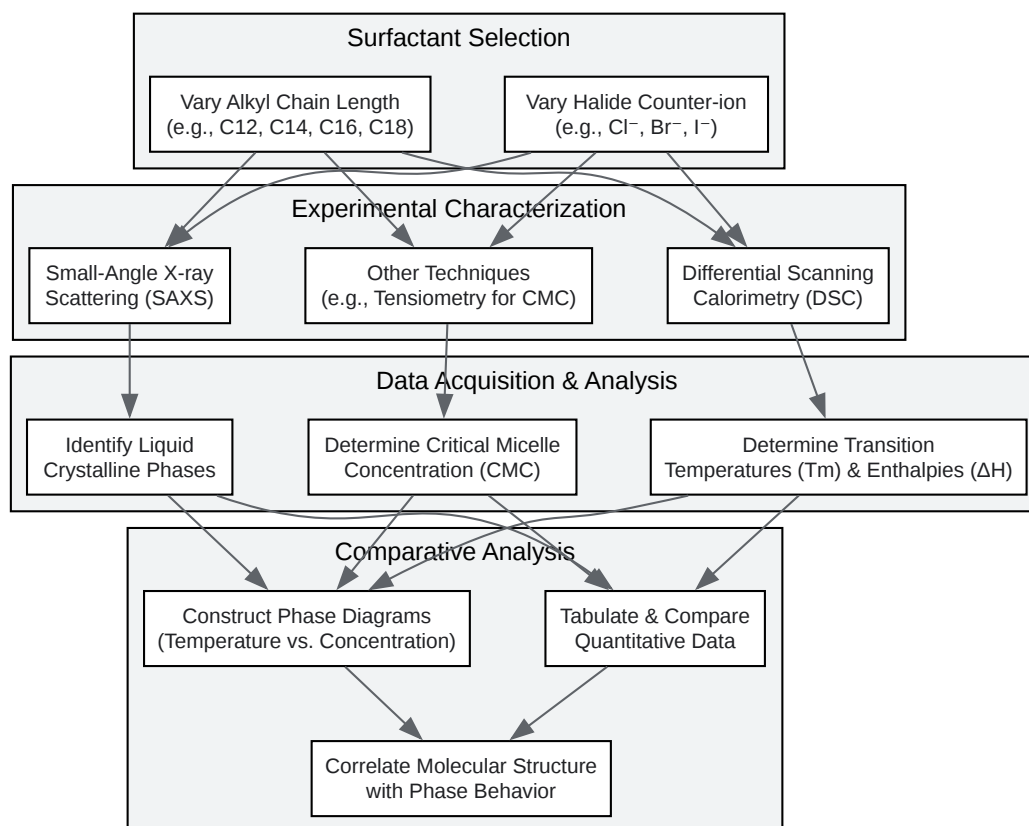 Surfactant Selection
Vary Alkyl Chain Length
(e.g., C12, C14, C16, C18)
Vary Halide Counter-ion
(e.g., Cl⁻, Br⁻, I⁻)
Experimental Characterization
Small-Angle X-ray
Scattering (SAXS)
Other Techniques
(e.g., Tensiometry for CMC)
Differential Scanning
Calorimetry (DSC)
Data Acquisition & Analysis
Identify Liquid
Crystalline Phases
Determine Critical Micelle
Concentration (CMC)
Determine Transition
Temperatures (Tm) & Enthalpies (ΔH)
Comparative Analysis
Construct Phase Diagrams
(Temperature vs. Concentration)
Tabulate & Compare
Quantitative Data
Correlate Molecular Structure
with Phase Behavior